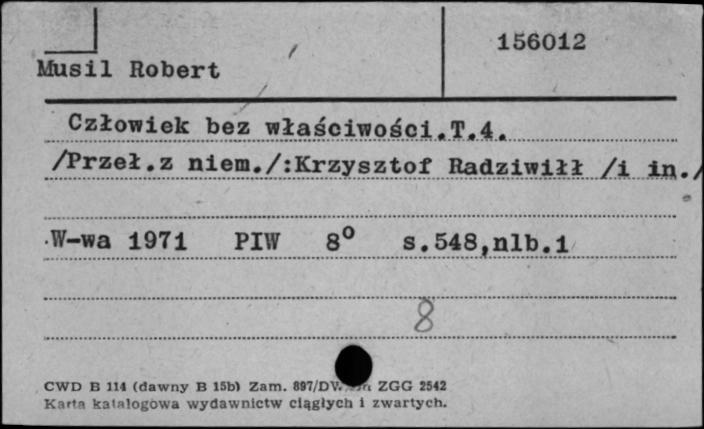 156012
Musil Robert
Człowiek bez właściwości.T.4.
/Przeł.z niem./:Krzysztof Radziwiłł /i in./
W-wa 1971 PIW 8° s.548,nlb.1
8
CWD B 114 (dawny B 15b) Zam. 897/DW ZGG 2542
Karta katalogowa wydawnictw ciągłych i zwartych.